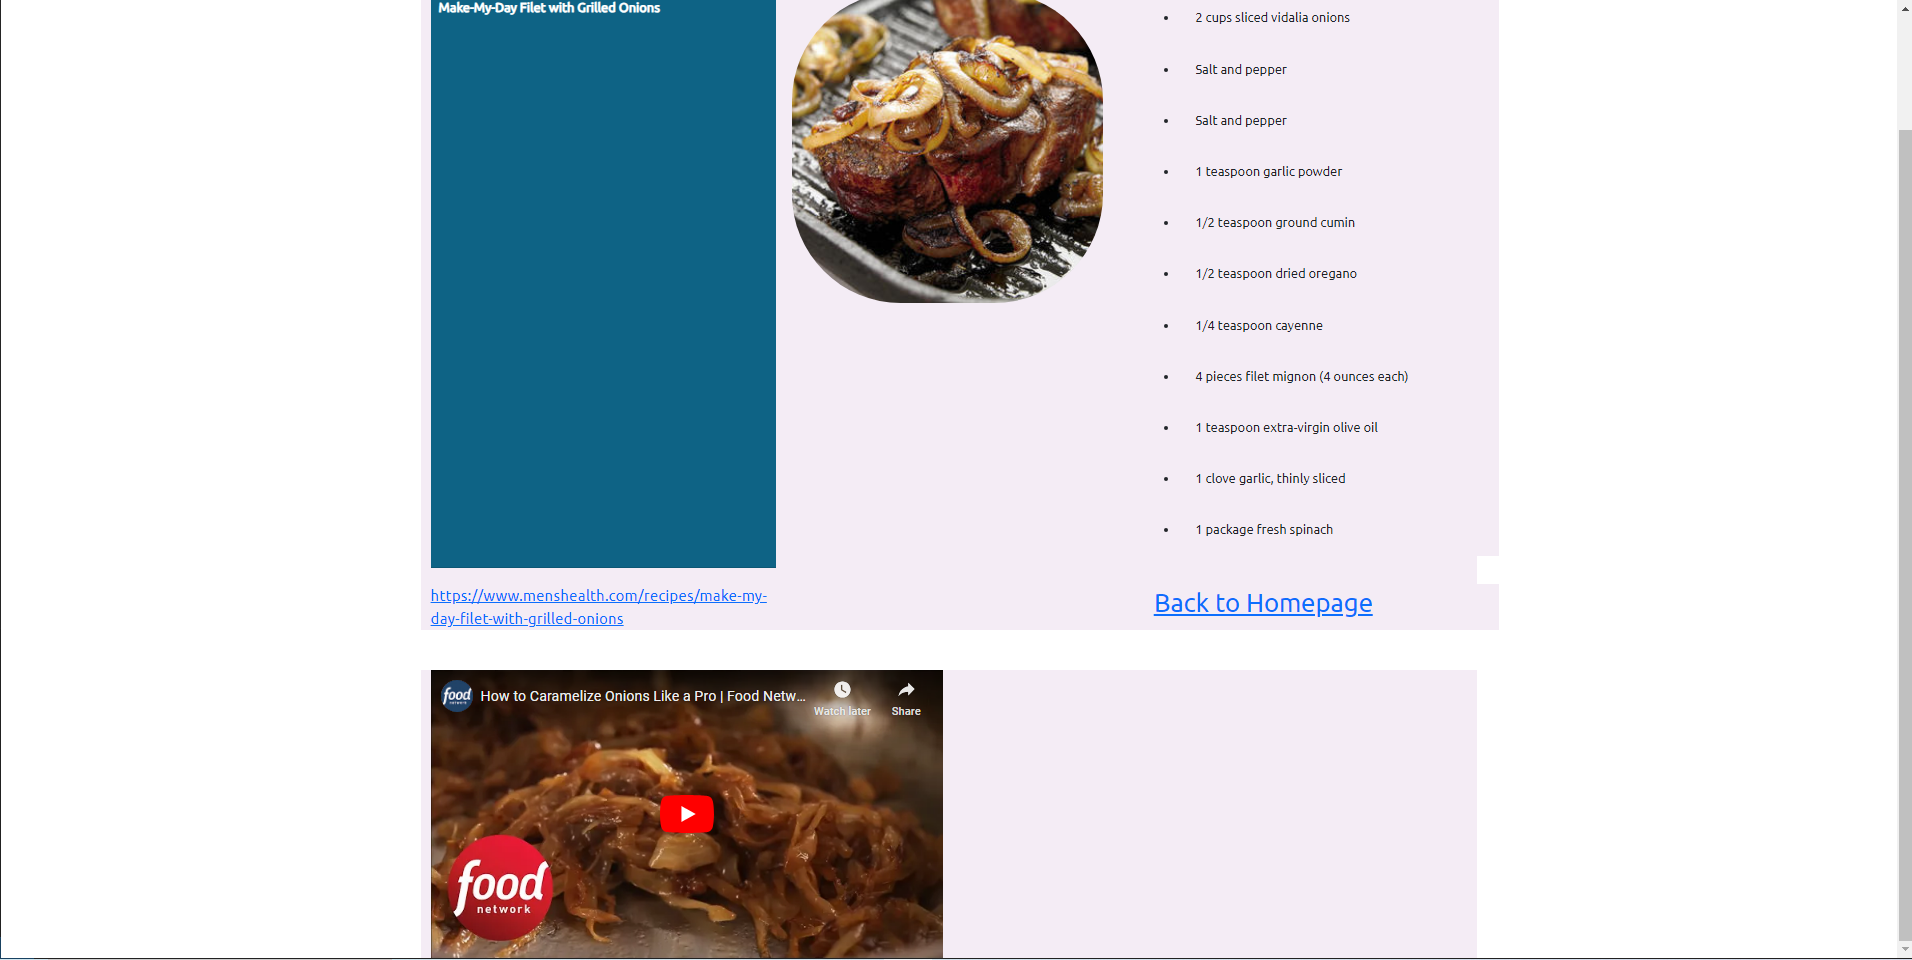 Make-My-Day Filet with Grilled Onions
2 cups sliced vidalia onions
Salt and pepper
Salt and pepper
1 teaspoon garlic powder
1/2 teaspoon ground cumin
1/2 teaspoon dried oregano
1/4 teaspoon cayenne
4 pieces filet mignon (4 ounces each)
1 teaspoon extra-virgin olive oil
1 clove garlic, thinly sliced
1 package fresh spinach
https://www.menshealth.com/recipes/make-my-
day-filet-with-grilled-onions
Back to Homepage
food
network
How to Caramelize Onions Like a Pro | Food Netw...
Watch later
Share
food
network